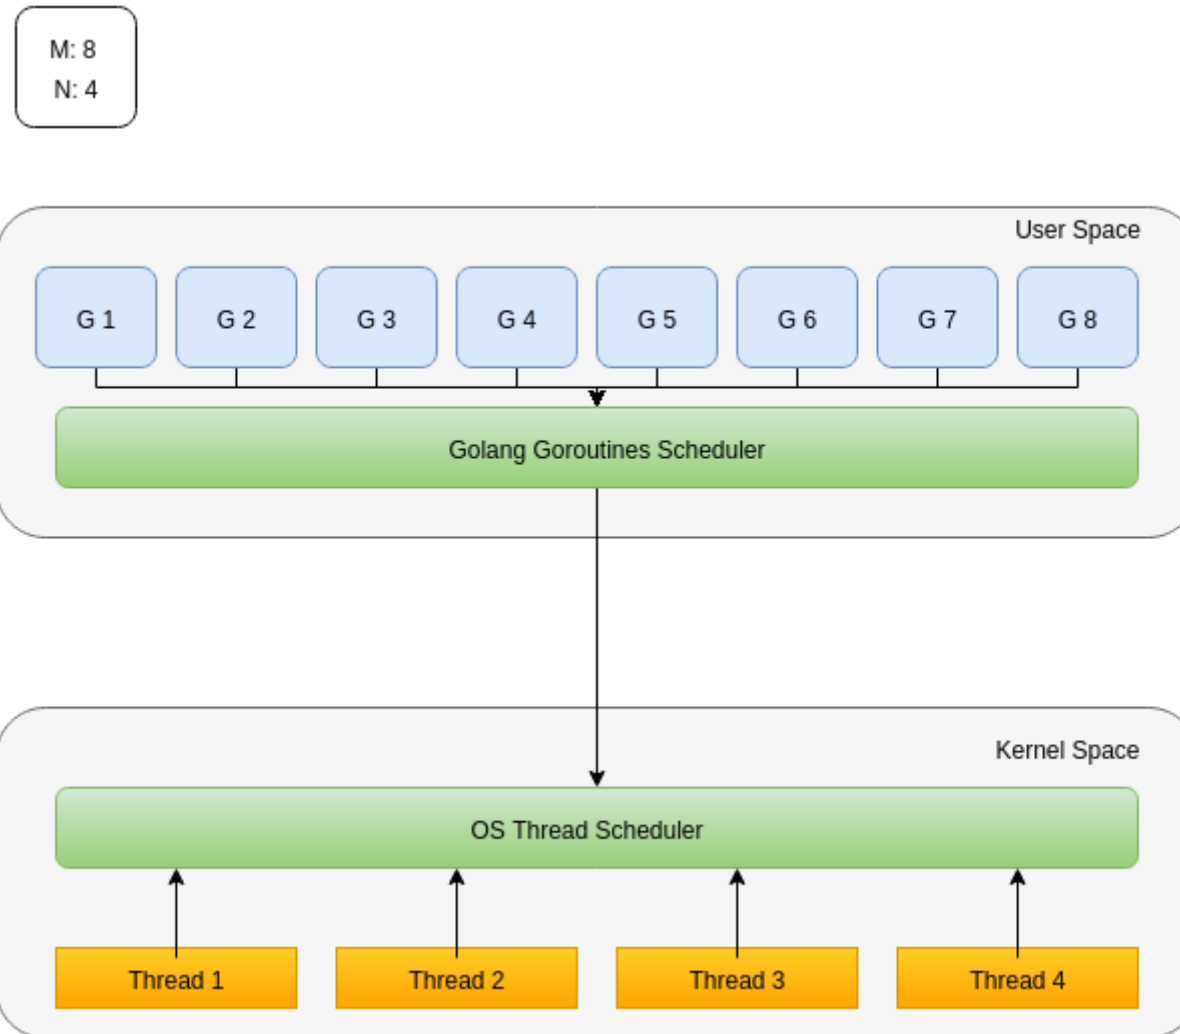 M: 8
N: 4
User Space
G 1
G 2
G 3
G 4
G 5
G 6
G 7
G 8
Golang Goroutines Scheduler
Kernel Space
OS Thread Scheduler
Thread 1
Thread 2
Thread 3
Thread 4